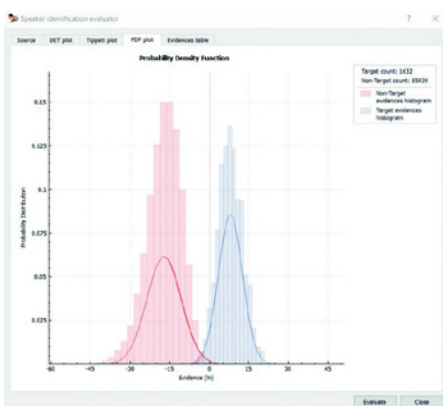 Speaker identification evaluator
Source DET plot Tippett plot PDF plot Evidences table
Probability Density Function
Target count: 1632
Non-Target count:
Non-Target
evidences histogram
Target evidences
histogram
0.15
0.125
0.1
0.075
0.05
0.025
Probability Distribution
-60 -45 -30 -15 0 15 30 45
Evidence (ln)
Evaluate Close